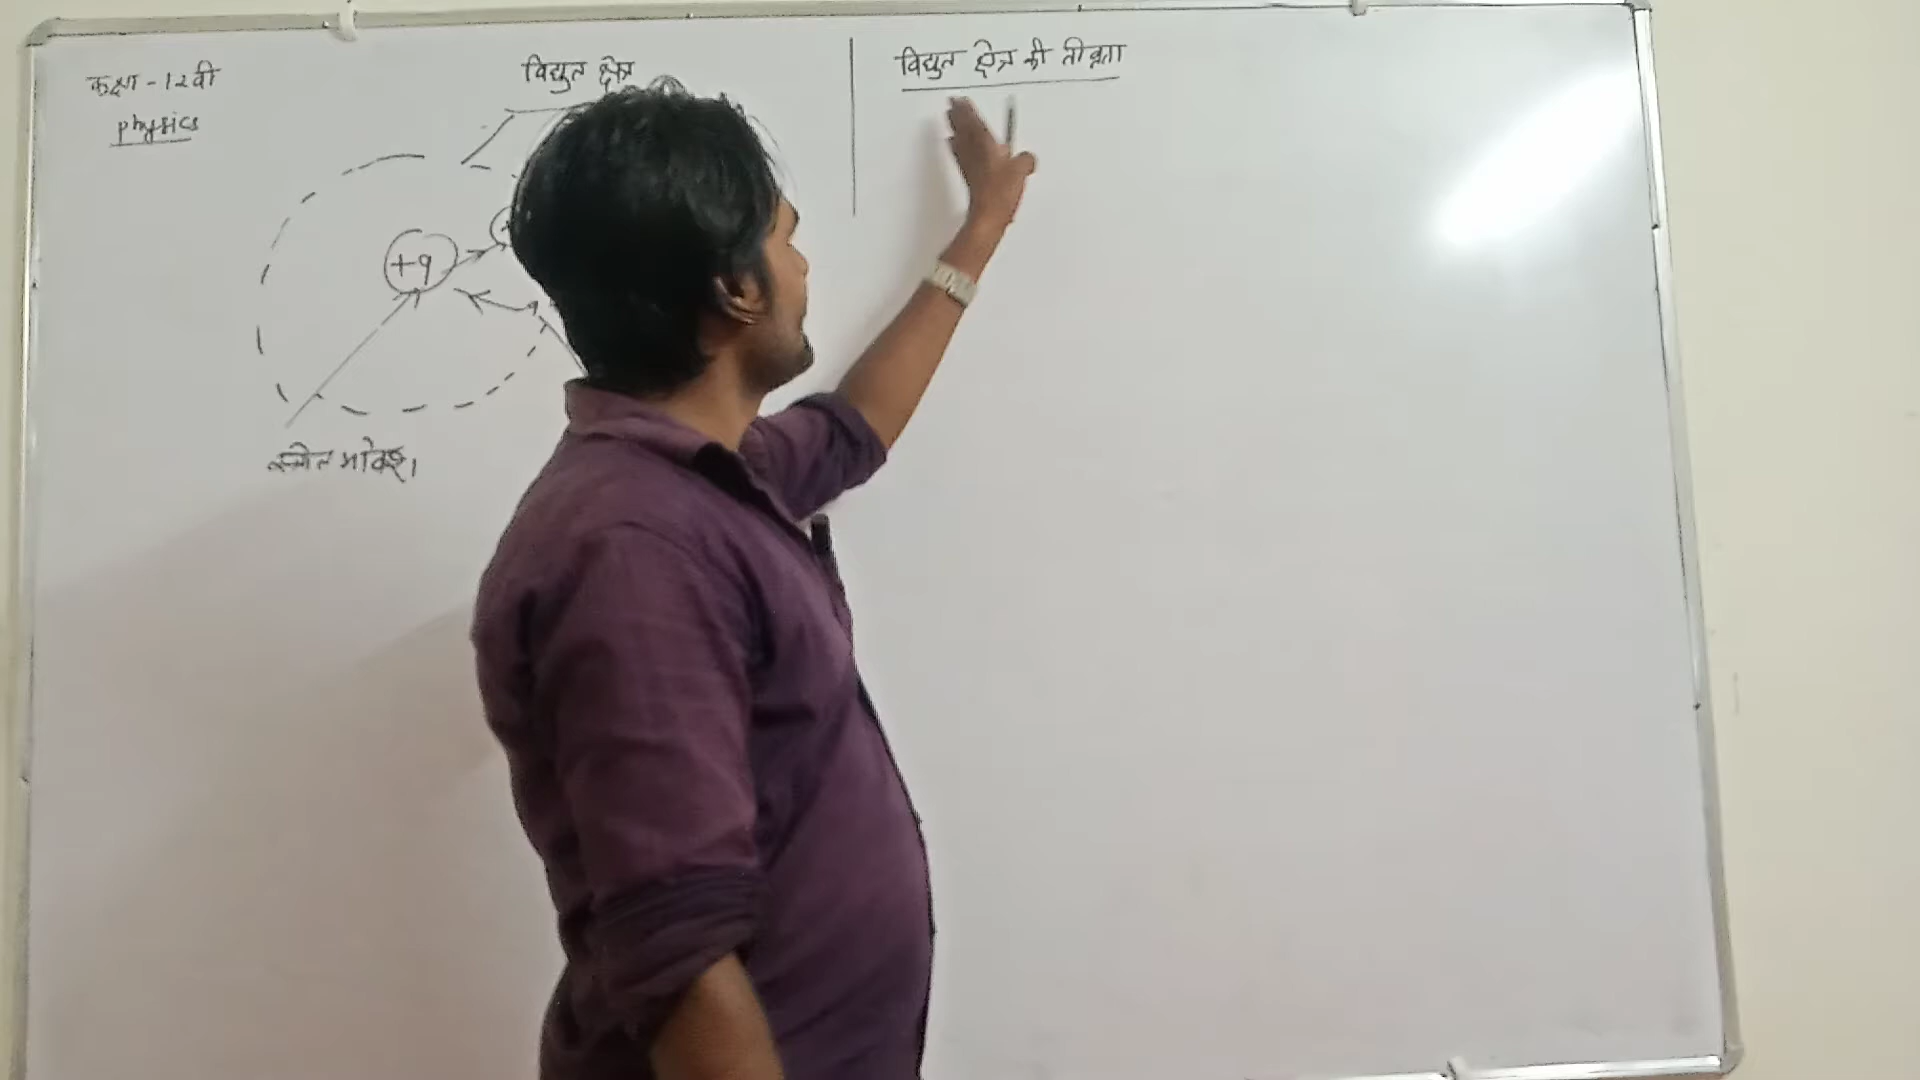 कक्षा - 12वी
physics
विद्युत क्षेत्र
+q
स्त्रोत आवेश।
विद्युत क्षेत्र की तीव्रता